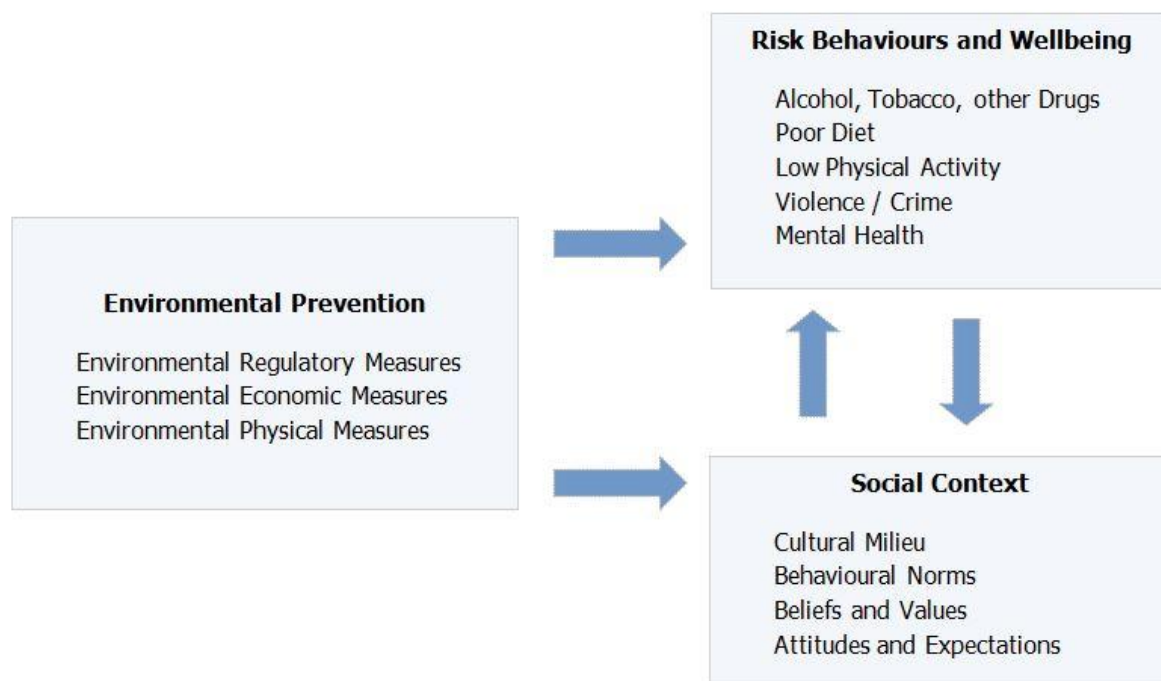 Risk Behaviours and Wellbeing
Alcohol, Tobacco, other Drugs
Poor Diet
Low Physical Activity
Violence / Crime
Mental Health
Environmental Prevention
Environmental Regulatory Measures
Environmental Economic Measures
Environmental Physical Measures
Social Context
Cultural Milieu
Behavioural Norms
Beliefs and Values
Attitudes and Expectations